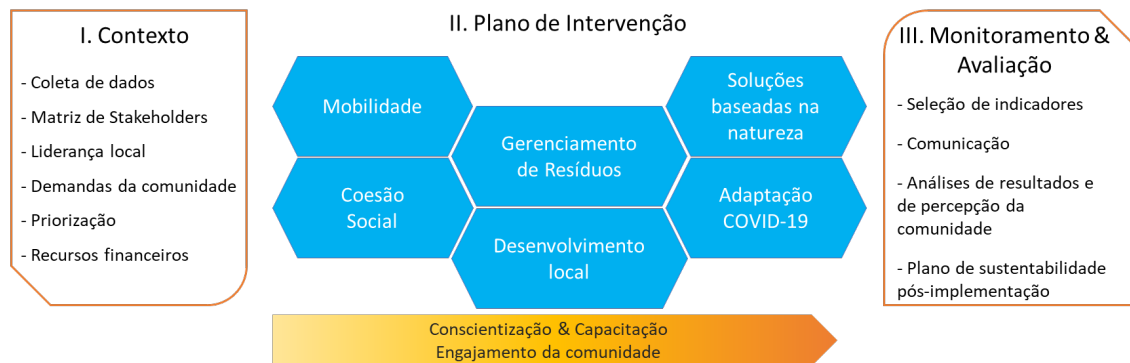 I. Contexto
- Coleta de dados
- Matriz de Stakeholders
- Liderança local
- Demandas da comunidade
- Priorização
- Recursos financeiros
II. Plano de Intervenção
Mobilidade
Coesão
Social
Gerenciamento
de Resíduos
Desenvolvimento
local
Soluções
baseadas na
natureza
Adaptação
COVID-19
Conscientização & Capacitação
Engajamento da comunidade
III. Monitoramento &
Avaliação
- Seleção de indicadores
- Comunicação
- Análises de resultados e
de percepção da
comunidade
- Plano de sustentabilidade
pós-implementação